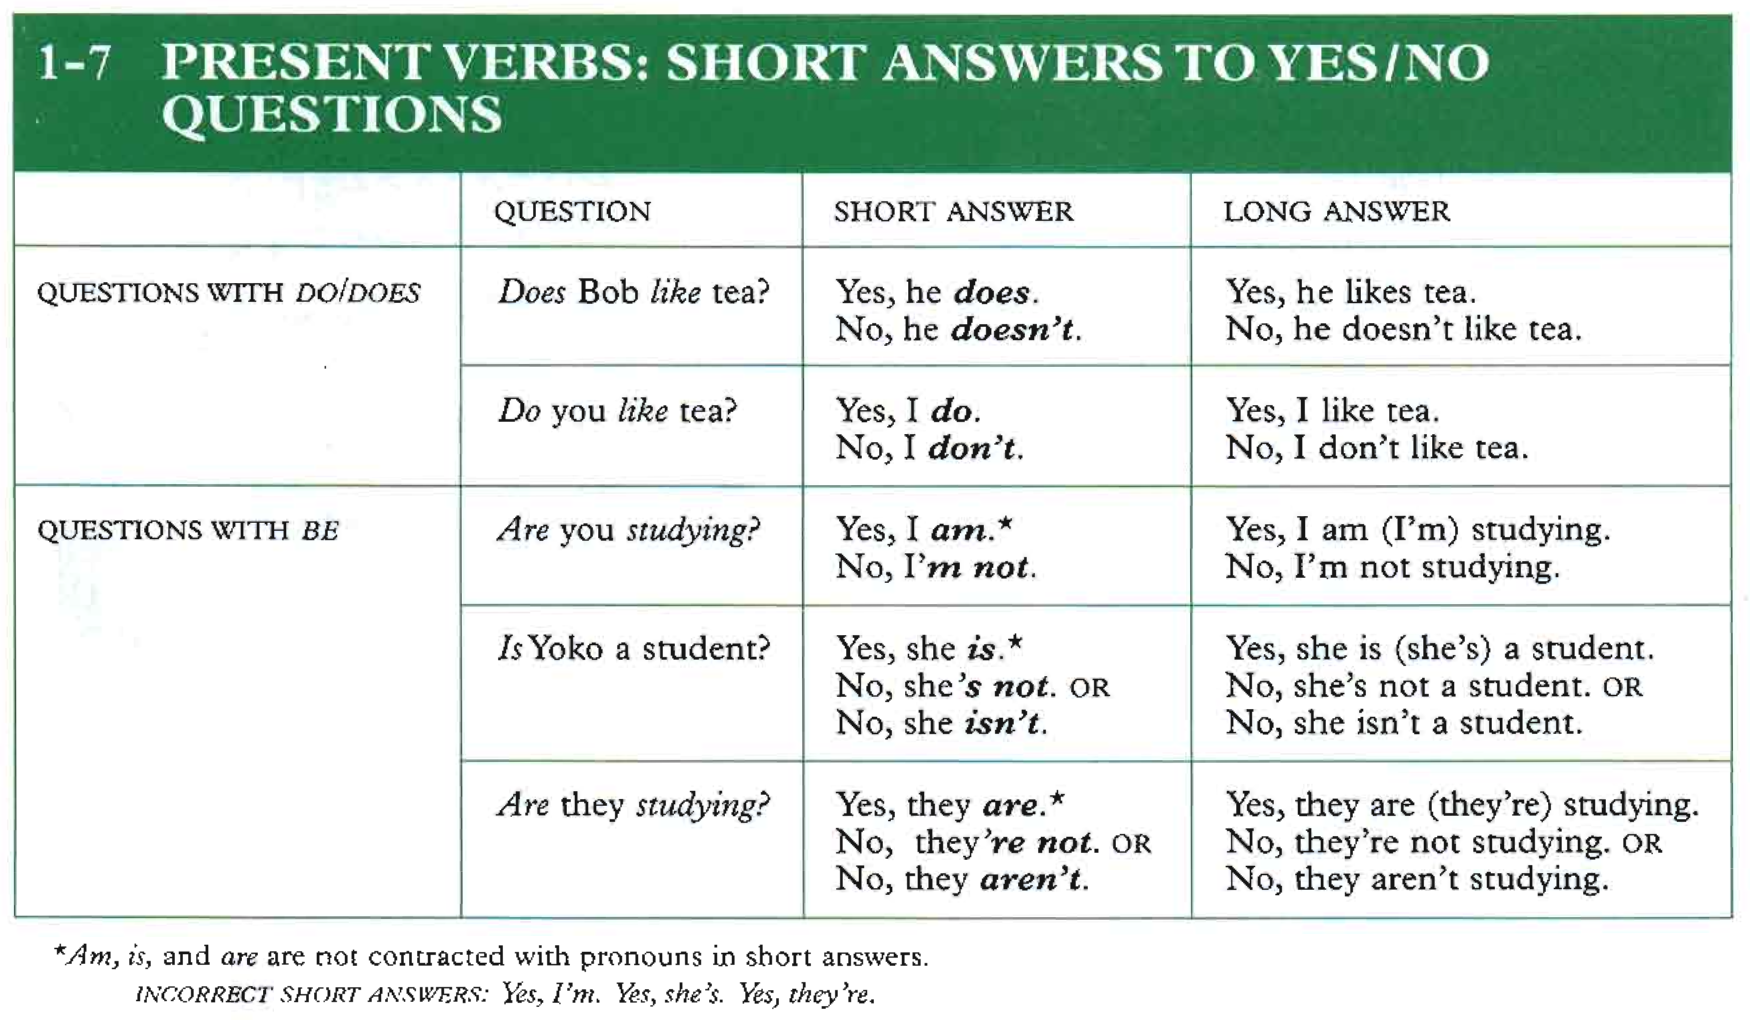 1-7 PRESENT VERBS: SHORT ANSWERS TO YES/NO
QUESTIONS
QUESTION SHORT ANSWER LONG ANSWER
QUESTIONS WITH DO/DOES Does Bob like tea? Yes, he does. Yes, he likes tea.
No, he doesn't. No, he doesn't like tea.
Do you like tea? Yes, I do. Yes, I like tea.
No, I don't. No, I don't like tea.
QUESTIONS WITH BE Are you studying? Yes, I am.* Yes, I am (I'm) studying.
No, I'm not. No, I'm not studying.
Is Yoko a student? Yes, she is.* Yes, she is (she's) a student.
No, she's not. OR No, she's not a student. OR
No, she isn't. No, she isn't a student.
Are they studying? Yes, they are.* Yes, they are (they're) studying.
No, they're not. OR No, they're not studying. OR
No, they aren't. No, they aren't studying.
*Am, is, and are are not contracted with pronouns in short answers.
INCORRECT SHORT ANSWERS: Yes, I'm. Yes, she's. Yes, they're.